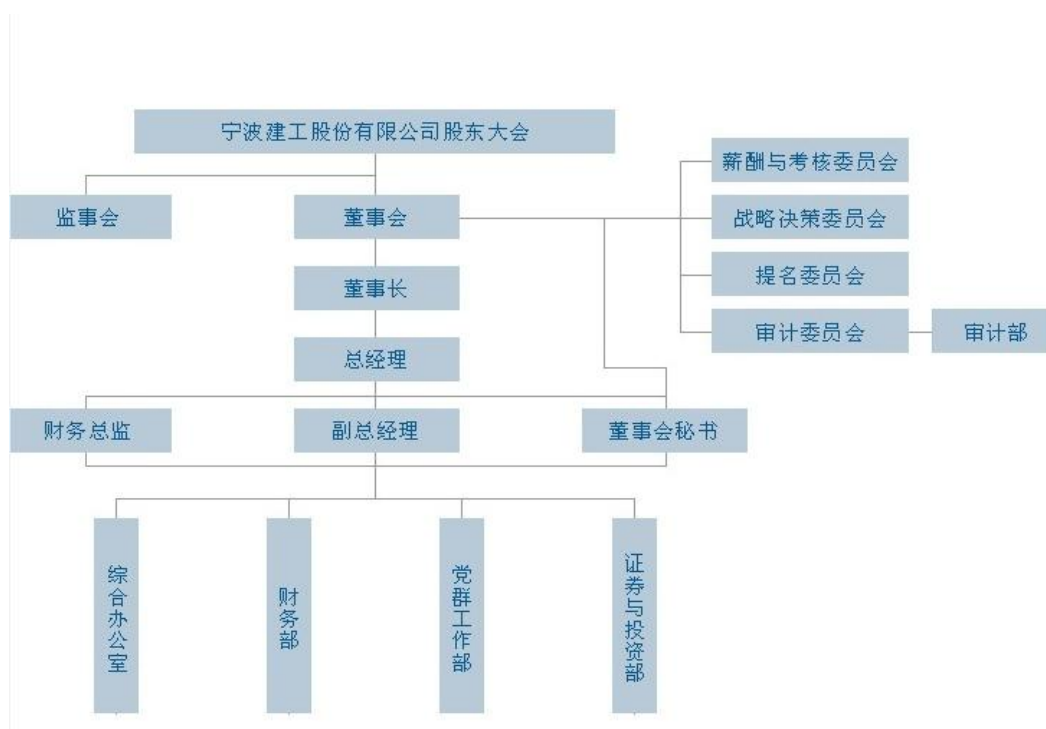 宁波建工股份有限公司股东大会
薪酬与考核委员会
监事会
董事会
战略决策委员会
董事长
提名委员会
总经理
审计委员会
审计部
财务总监
副总经理
董事会秘书
综合办公室
财务部
党群工作部
证券与投资部